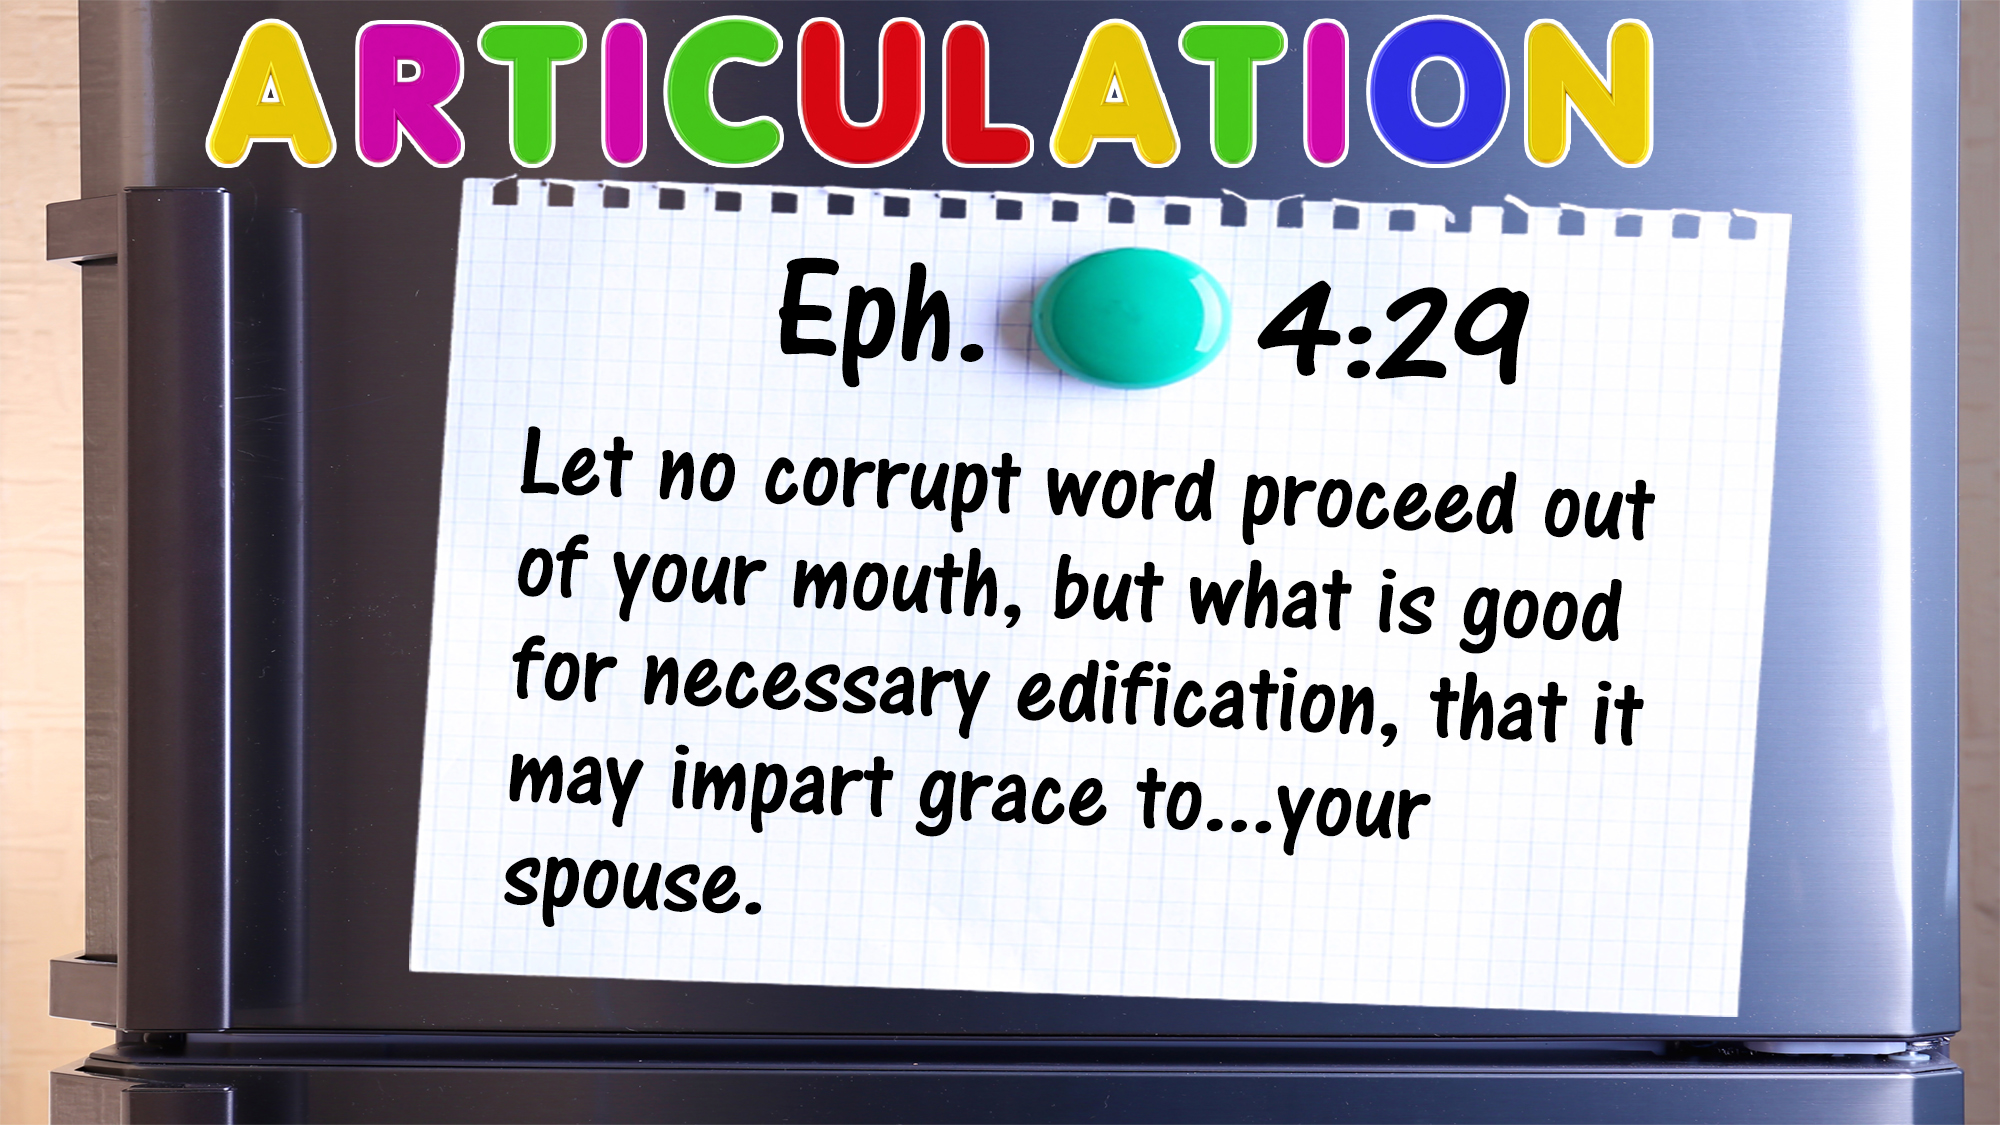 ARTICULATION
Eph. 4:29
Let no corrupt word proceed out
of your mouth, but what is good
for necessary edification, that it
may impart grace to...your
spouse.